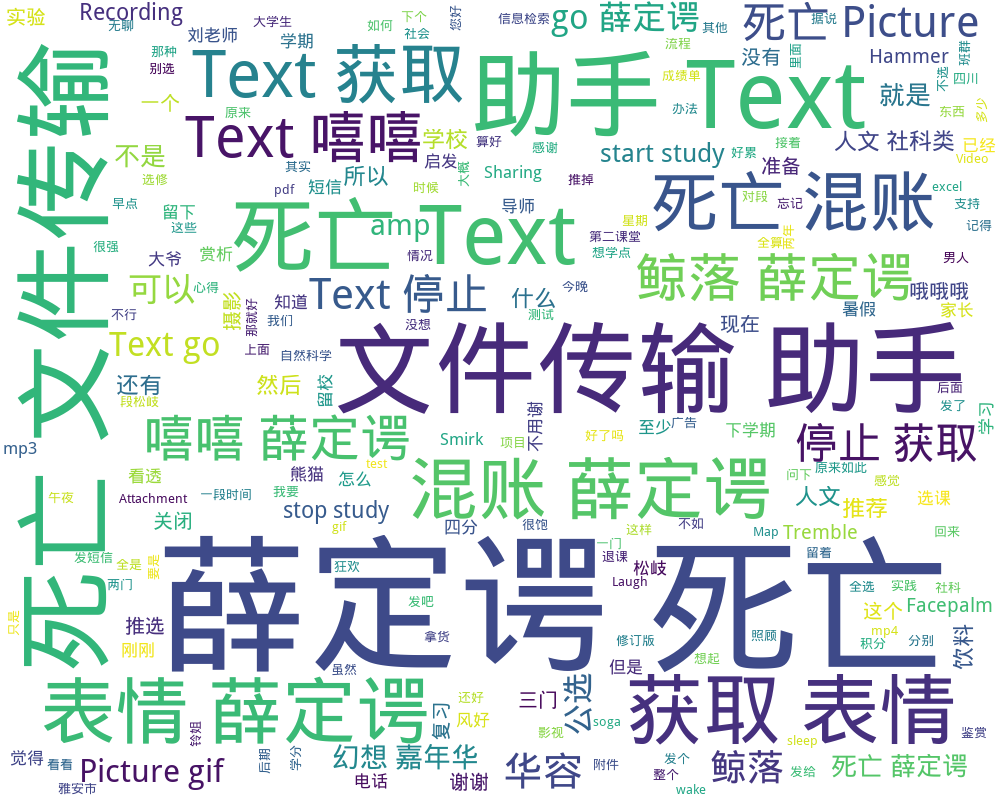 实验
Recording
大学生
无聊
刘老师
学期
如何
下个
社会
您好
信息检索
go 薛定谔
其他
死亡 Picture
据说
那种
别选
Text 获取
助手 Text
流程
没有
里面
Hammer
班群
成绩单
办法
就是
不选
四川
一个
原来
东西
多少
Text 嘻嘻
学校
算好
感谢
接着
人文 社科类
已经
不是
其实
启发
start study
好累
Video
选修
pdf
短信
所以
时候
大概
Sharing
推掉
准备
死亡 混账
excel
早点
留下
这些
死亡 Text
amp
导师
星期
对段
忘记
支持
记得
很强
大爷
赏析
情况
第二课堂
想学点
全算
男人
文件传输
可以
心得
知道
Text 停止
什么
今晚
鲸落 薛定谔
哦哦哦
不行
摄影
那就好
我们
没想
测试
现在
暑假
家长
Text go
上面
自然科学
文件传输 助手
还有
然后
留校
后面
段松岐
发了
学习
嘻嘻 薛定谔
不用谢
至少
广告
下学期
mp3
Smirk
项目
好了吗
停止 获取
看透
熊猫
怎么
test
混账 薛定谔
问下
原来如此
感觉
午夜
Attachment
一段时间
我要
人文
推荐
选课
关闭
stop study
gif
四分
很饱
这样
不如
Map
Tremble
回来
死亡
发短信
全是
要是
薛定谔 死亡
一门
退课
留着
两门
狂欢
松岐
Laugh
全选
实践
社科
只是
发吧
这个
Facepalm
推选
拿货
修订版
照顾
mp4
积分
分别
饮料
刚刚
虽然
但是
想起
表情 薛定谔
复习
还好
风好
三门
公选
获取 表情
铃姐
影视
soga
鉴赏
觉得
看看
后期
学分
幻想 嘉年华
sleep
Picture gif
电话
谢谢
华容
附件
发个
整个
鲸落
发给
死亡 薛定谔
雅安市
wake